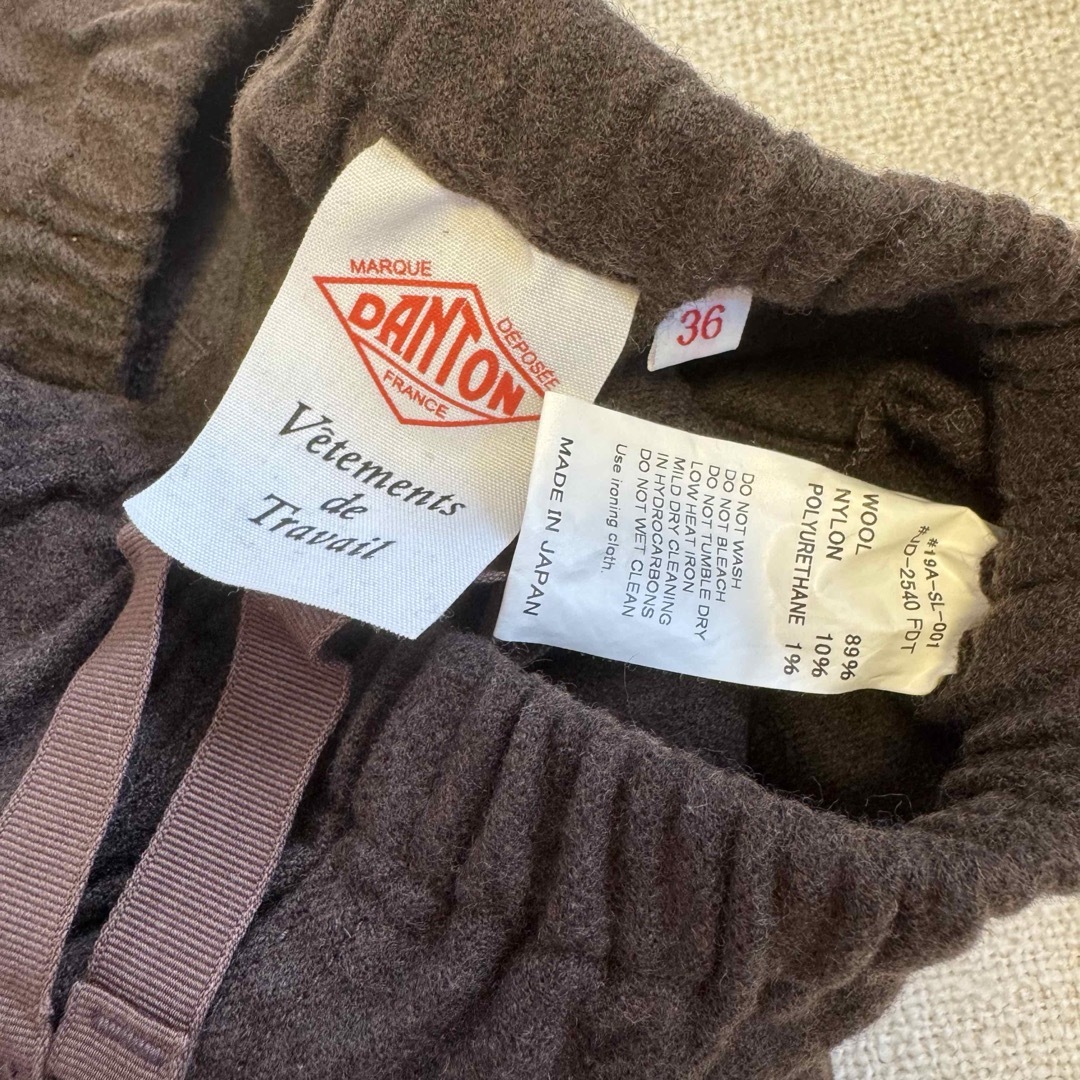 MARQUE
DANTON
DÉPOSÉE
FRANCE
Vêtements
de
Travail
36
#19A-SL-001
#JD-2540 FDT
WOOL 89%
NYLON 10%
POLYURETHANE 1%
DO NOT WASH
DO NOT BLEACH
DO NOT TUMBLE DRY
LOW HEAT IRON
MILD DRY CLEANING
IN HYDROCARBONS
DO NOT WET CLEAN
Use ironing cloth.
MADE IN JAPAN